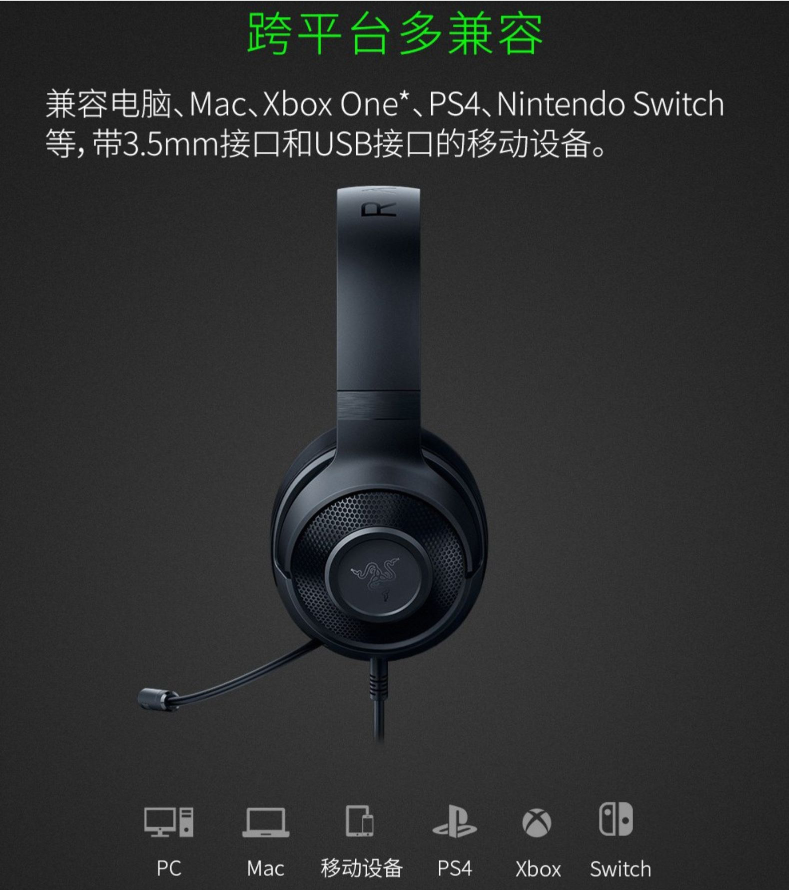 跨平台多兼容
兼容电脑、Mac、Xbox One*、PS4、Nintendo Switch
等，带3.5mm接口和USB接口的移动设备。
R
PC Mac 移动设备 PS4 Xbox Switch